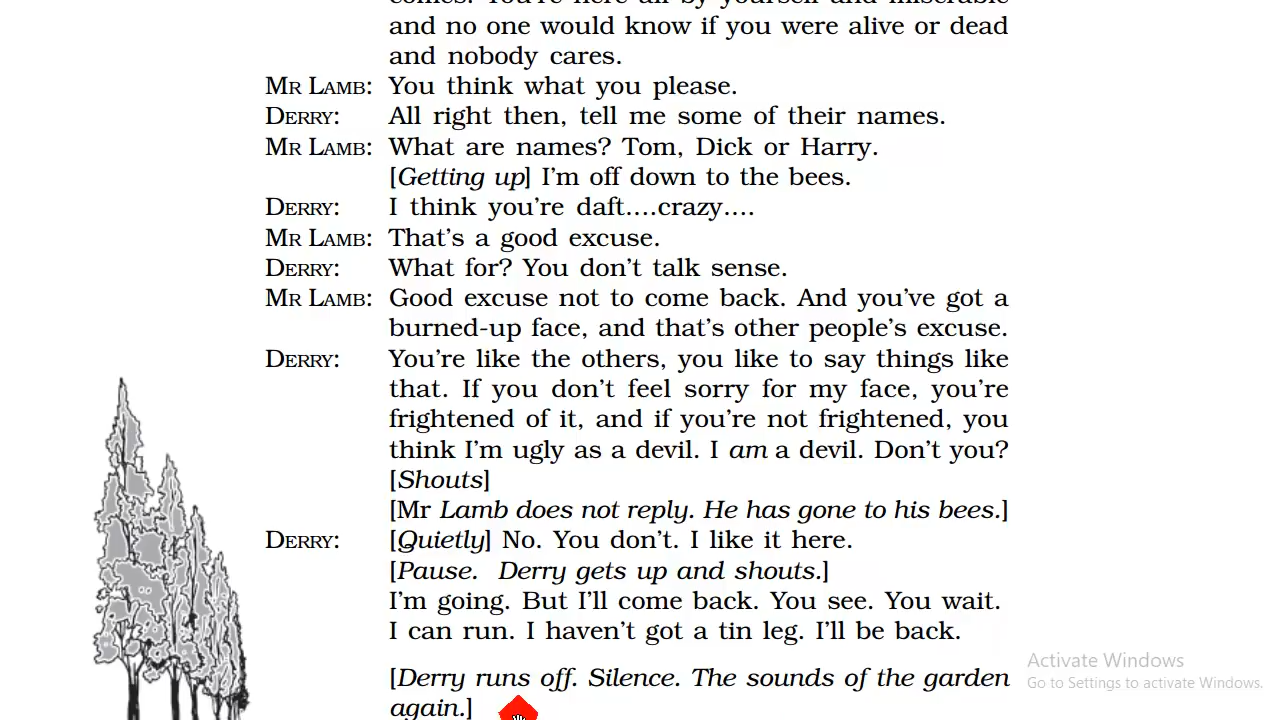 and no one would know if you were alive or dead
and nobody cares.
MR LAMB: You think what you please.
DERRY: All right then, tell me some of their names.
MR LAMB: What are names? Tom, Dick or Harry.
[Getting up] I'm off down to the bees.
DERRY: I think you're daft....crazy....
MR LAMB: That's a good excuse.
DERRY: What for? You don't talk sense.
MR LAMB: Good excuse not to come back. And you've got a
burned-up face, and that's other people's excuse.
DERRY: You're like the others, you like to say things like
that. If you don't feel sorry for my face, you're
frightened of it, and if you're not frightened, you
think I'm ugly as a devil. I am a devil. Don't you?
[Shouts]
[Mr Lamb does not reply. He has gone to his bees.]
DERRY: [Quietly] No. You don't. I like it here.
[Pause. Derry gets up and shouts.]
I'm going. But I'll come back. You see. You wait.
I can run. I haven't got a tin leg. I'll be back.
[Derry runs off. Silence. The sounds of the garden
again.]
Activate Windows
Go to Settings to activate Windows.